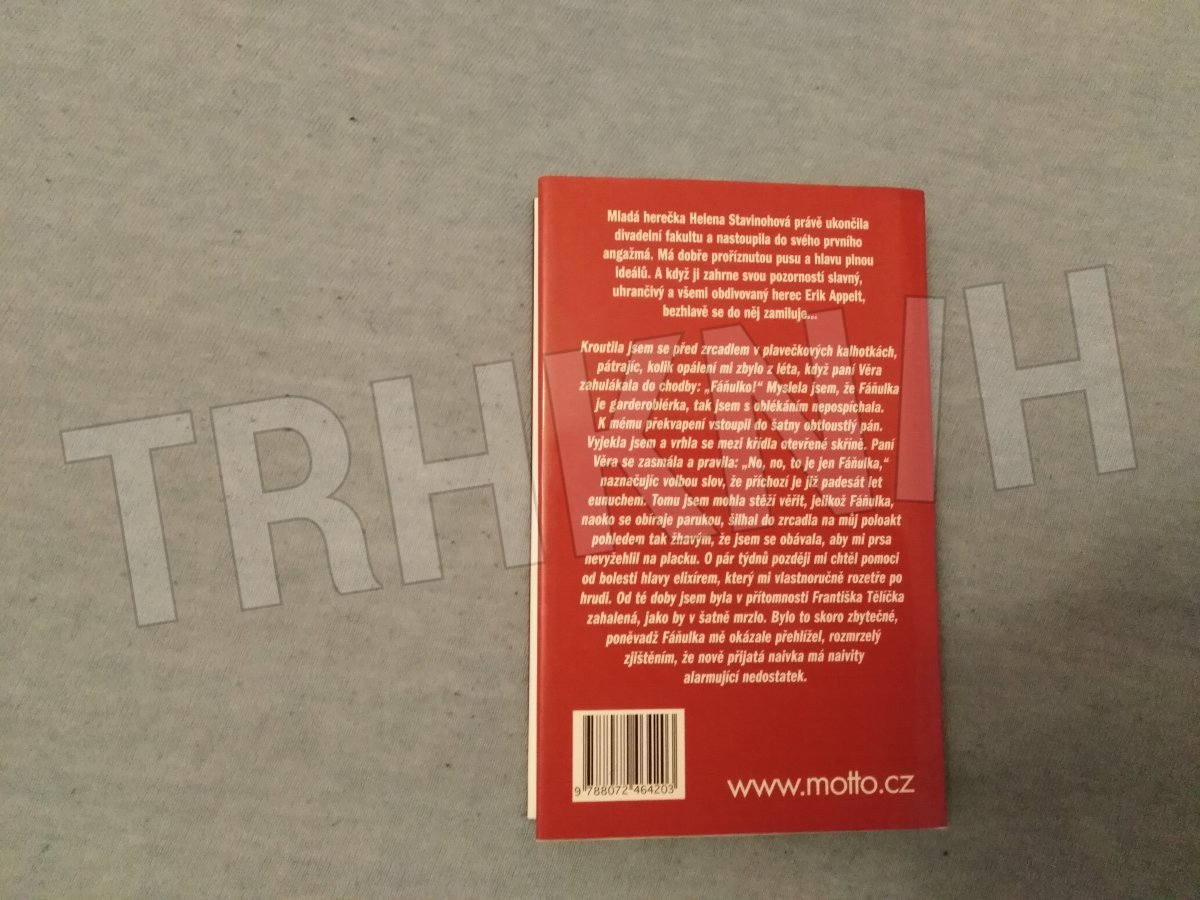 Mladá herečka Helena Stavinohová právě ukončila
divadelní fakultu a nastoupila do svého prvního
angažmá. Má dobře proříznutou pusu a hlavu plnou
ideálů. A když ji zahrne svou pozorností slavný,
uhrančivý a všemi obdivovaný herec Erik Appelt,
bezhlavě se do něj zamiluje...
Kroutila jsem se před zrcadlem v plavečkových kalhotkách,
pátrajíc, kolik opálení mi zbylo z léta, když paní Věra
zahulákala do chodby: „Fáňulko!“ Myslela jsem, že Fáňulka
je garderobiérka, tak jsem s oblékáním nepospíchala.
K mému překvapení vstoupil do šatny obtloustlý pán.
Vyjekla jsem a vrhla se mezi křídla otevřené skříně. Paní
Věra se zasmála a pravila: „No, no, to je jen Fáňulka,“
naznačujíc volbou slov, že příchozí je již padesát let
eunuchem. Tomu jsem mohla stěží věřit, jelikož Fáňulka,
naoko se obíraje parukou, šilhal do zrcadla na můj poloakt
pohledem tak žhavým, že jsem se obávala, aby mi prsa
nevyžehlil na placku. O pár týdnů později mi chtěl pomoci
od bolesti hlavy elixírem, který mi vlastnoručně rozetře po
hrudi. Od té doby jsem byla v přítomnosti Františka Tělíčka
zahalená, jako by v šatně mrzlo. Bylo to skoro zbytečné,
poněvadž Fáňulka mě okázale přehlížel, rozmrzelý
zjištěním, že nově přijatá naivka má naivity
alarmující nedostatek.
9 788072 464203
www.motto.cz
TRHKNIH